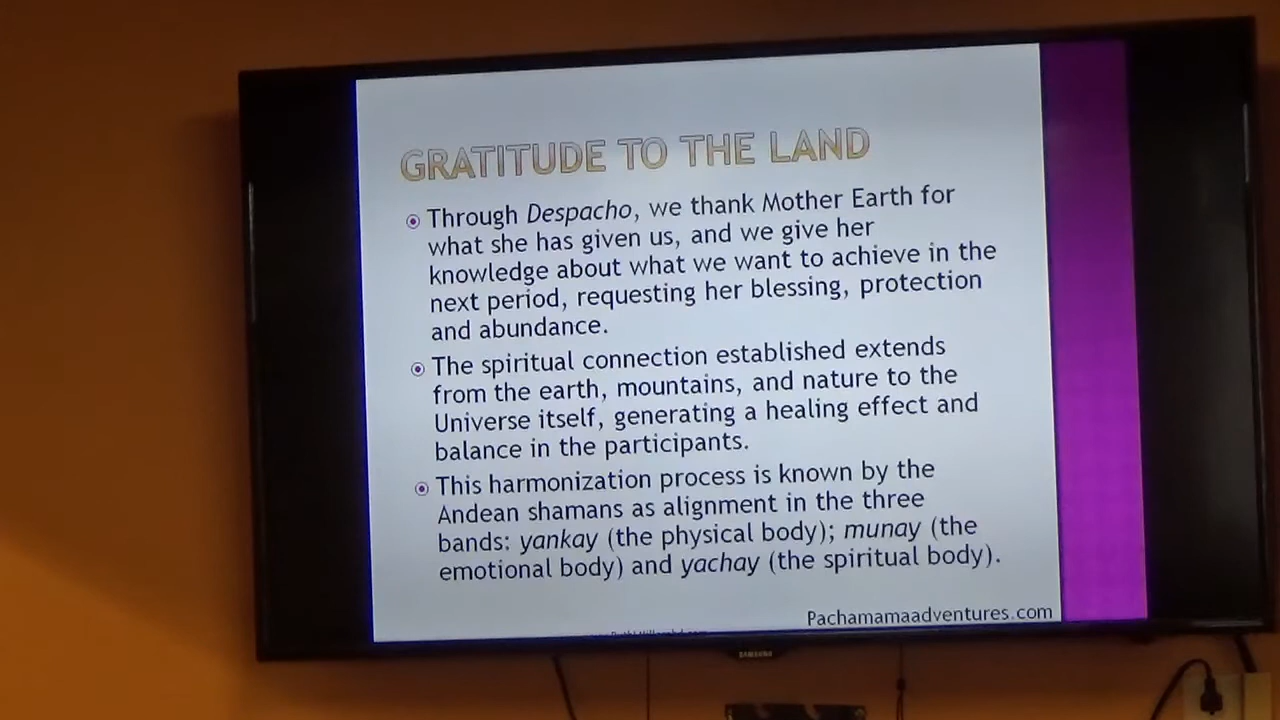 GRATITUDE TO THE LAND
Through Despacho, we thank Mother Earth for
what she has given us, and we give her
knowledge about what we want to achieve in the
next period, requesting her blessing, protection
and abundance.
The spiritual connection established extends
from the earth, mountains, and nature to the
Universe itself, generating a healing effect and
balance in the participants.
This harmonization process is known by the
Andean shamans as alignment in the three
bands: yankay (the physical body); munay (the
emotional body) and yachay (the spiritual body).
Pachamamaadventures.com
SAMSUNG